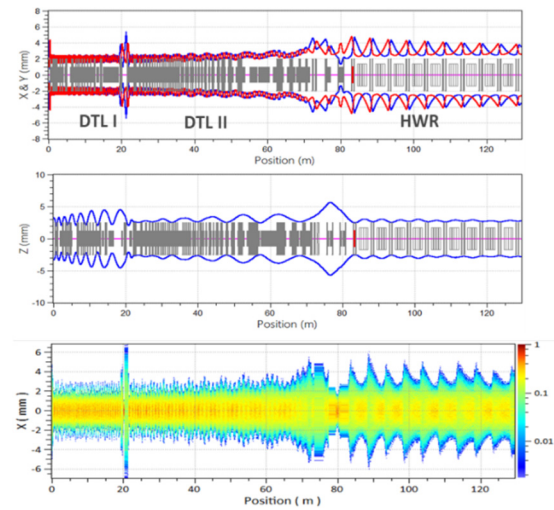 8
6
4
2
0
-2
-4
-6
-8
X & Y (mm)
DTL I
DTL II
HWR
0 20 40 60 80 100 120
Position (m)
10
5
0
-5
-10
Z (mm)
0 20 40 60 80 100 120
Position (m)
6
4
2
0
-2
-4
-6
X ( mm )
1
0.1
0.01
0 20 40 60 80 100 120
Position ( m )